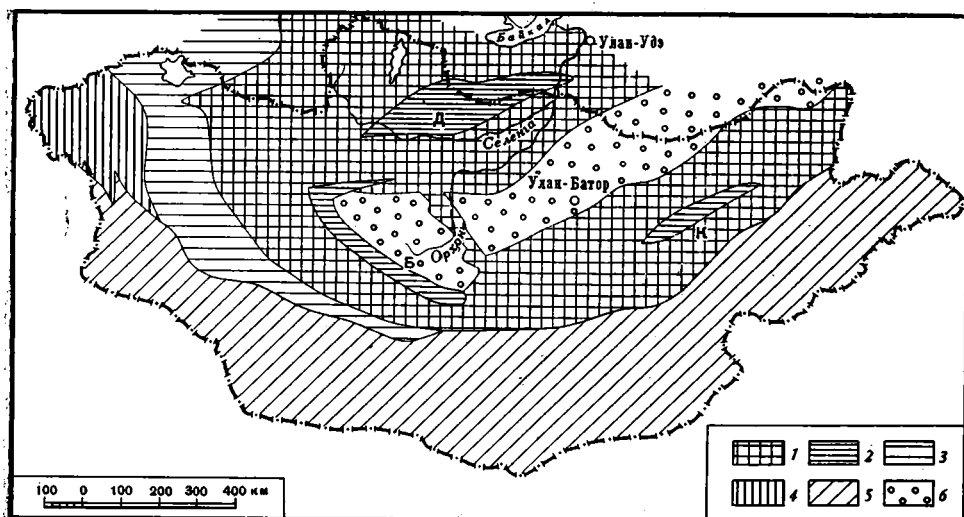 Байкал
Улан-Удэ
Д
Селенга
Улан-Батор
Орхон
Б
Н
100 0 100 200 300 400 км
1 2 3
4 5 6